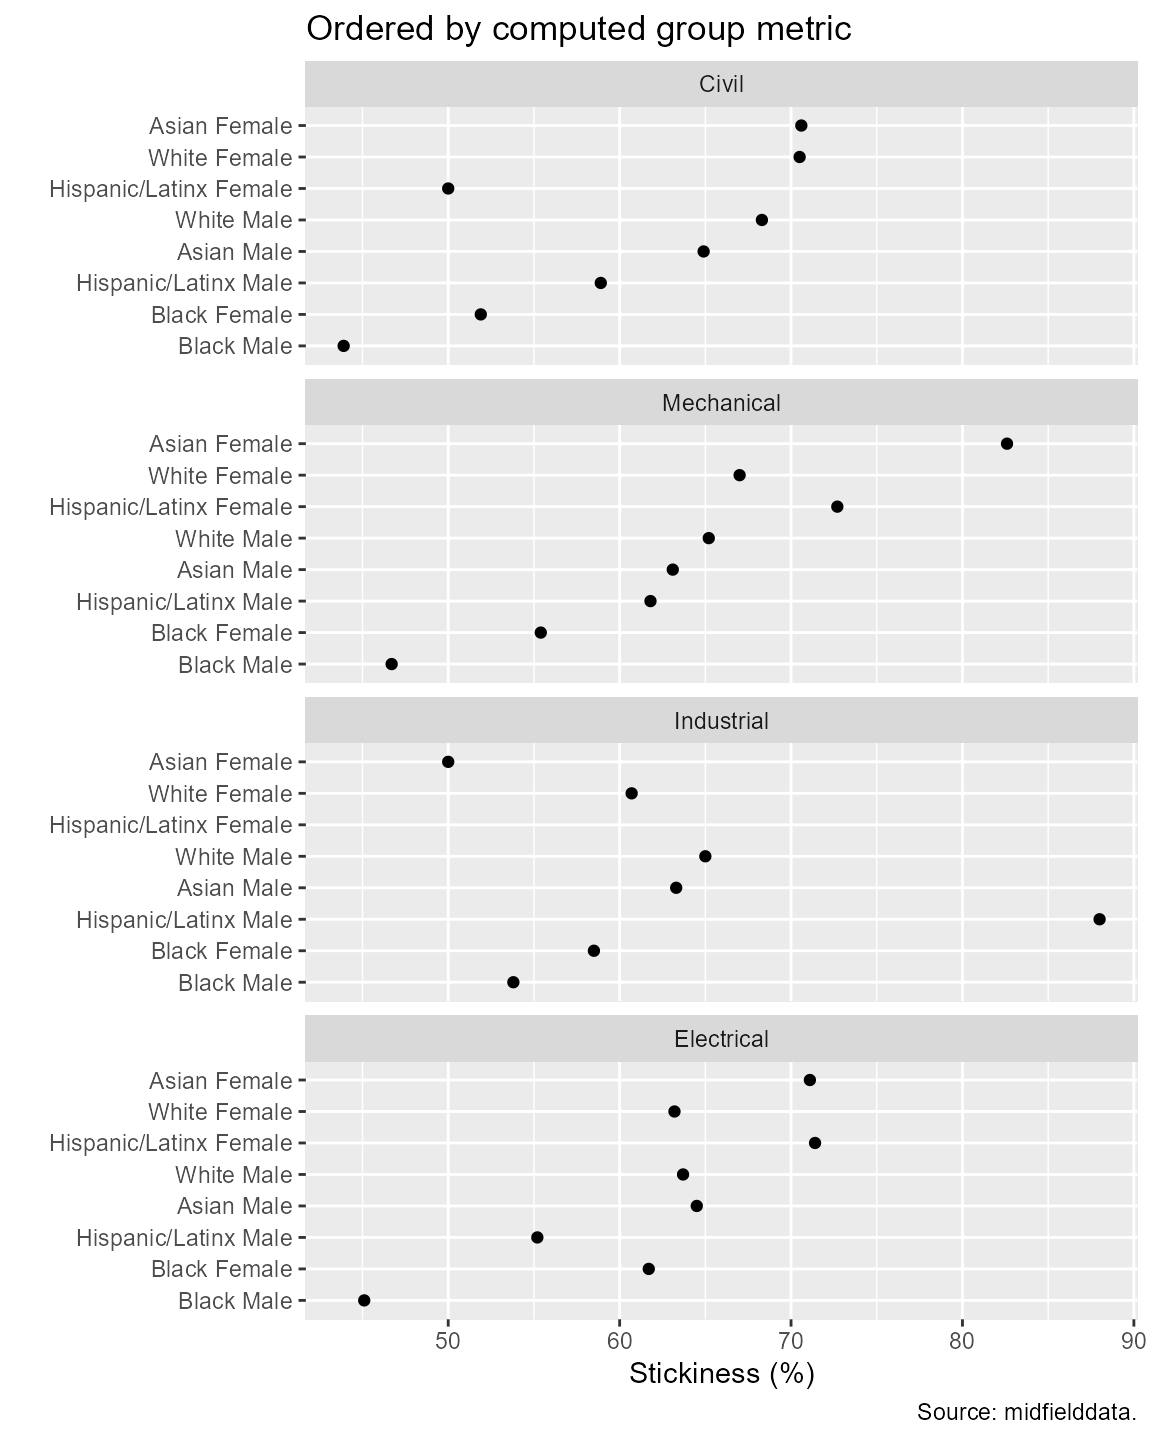 Ordered by computed group metric
Civil
Asian Female
White Female
Hispanic/Latinx Female
White Male
Asian Male
Hispanic/Latinx Male
Black Female
Black Male
Mechanical
Asian Female
White Female
Hispanic/Latinx Female
White Male
Asian Male
Hispanic/Latinx Male
Black Female
Black Male
Industrial
Asian Female
White Female
Hispanic/Latinx Female
White Male
Asian Male
Hispanic/Latinx Male
Black Female
Black Male
Electrical
Asian Female
White Female
Hispanic/Latinx Female
White Male
Asian Male
Hispanic/Latinx Male
Black Female
Black Male
50 60 70 80 90
Stickiness (%)
Source: midfielddata.